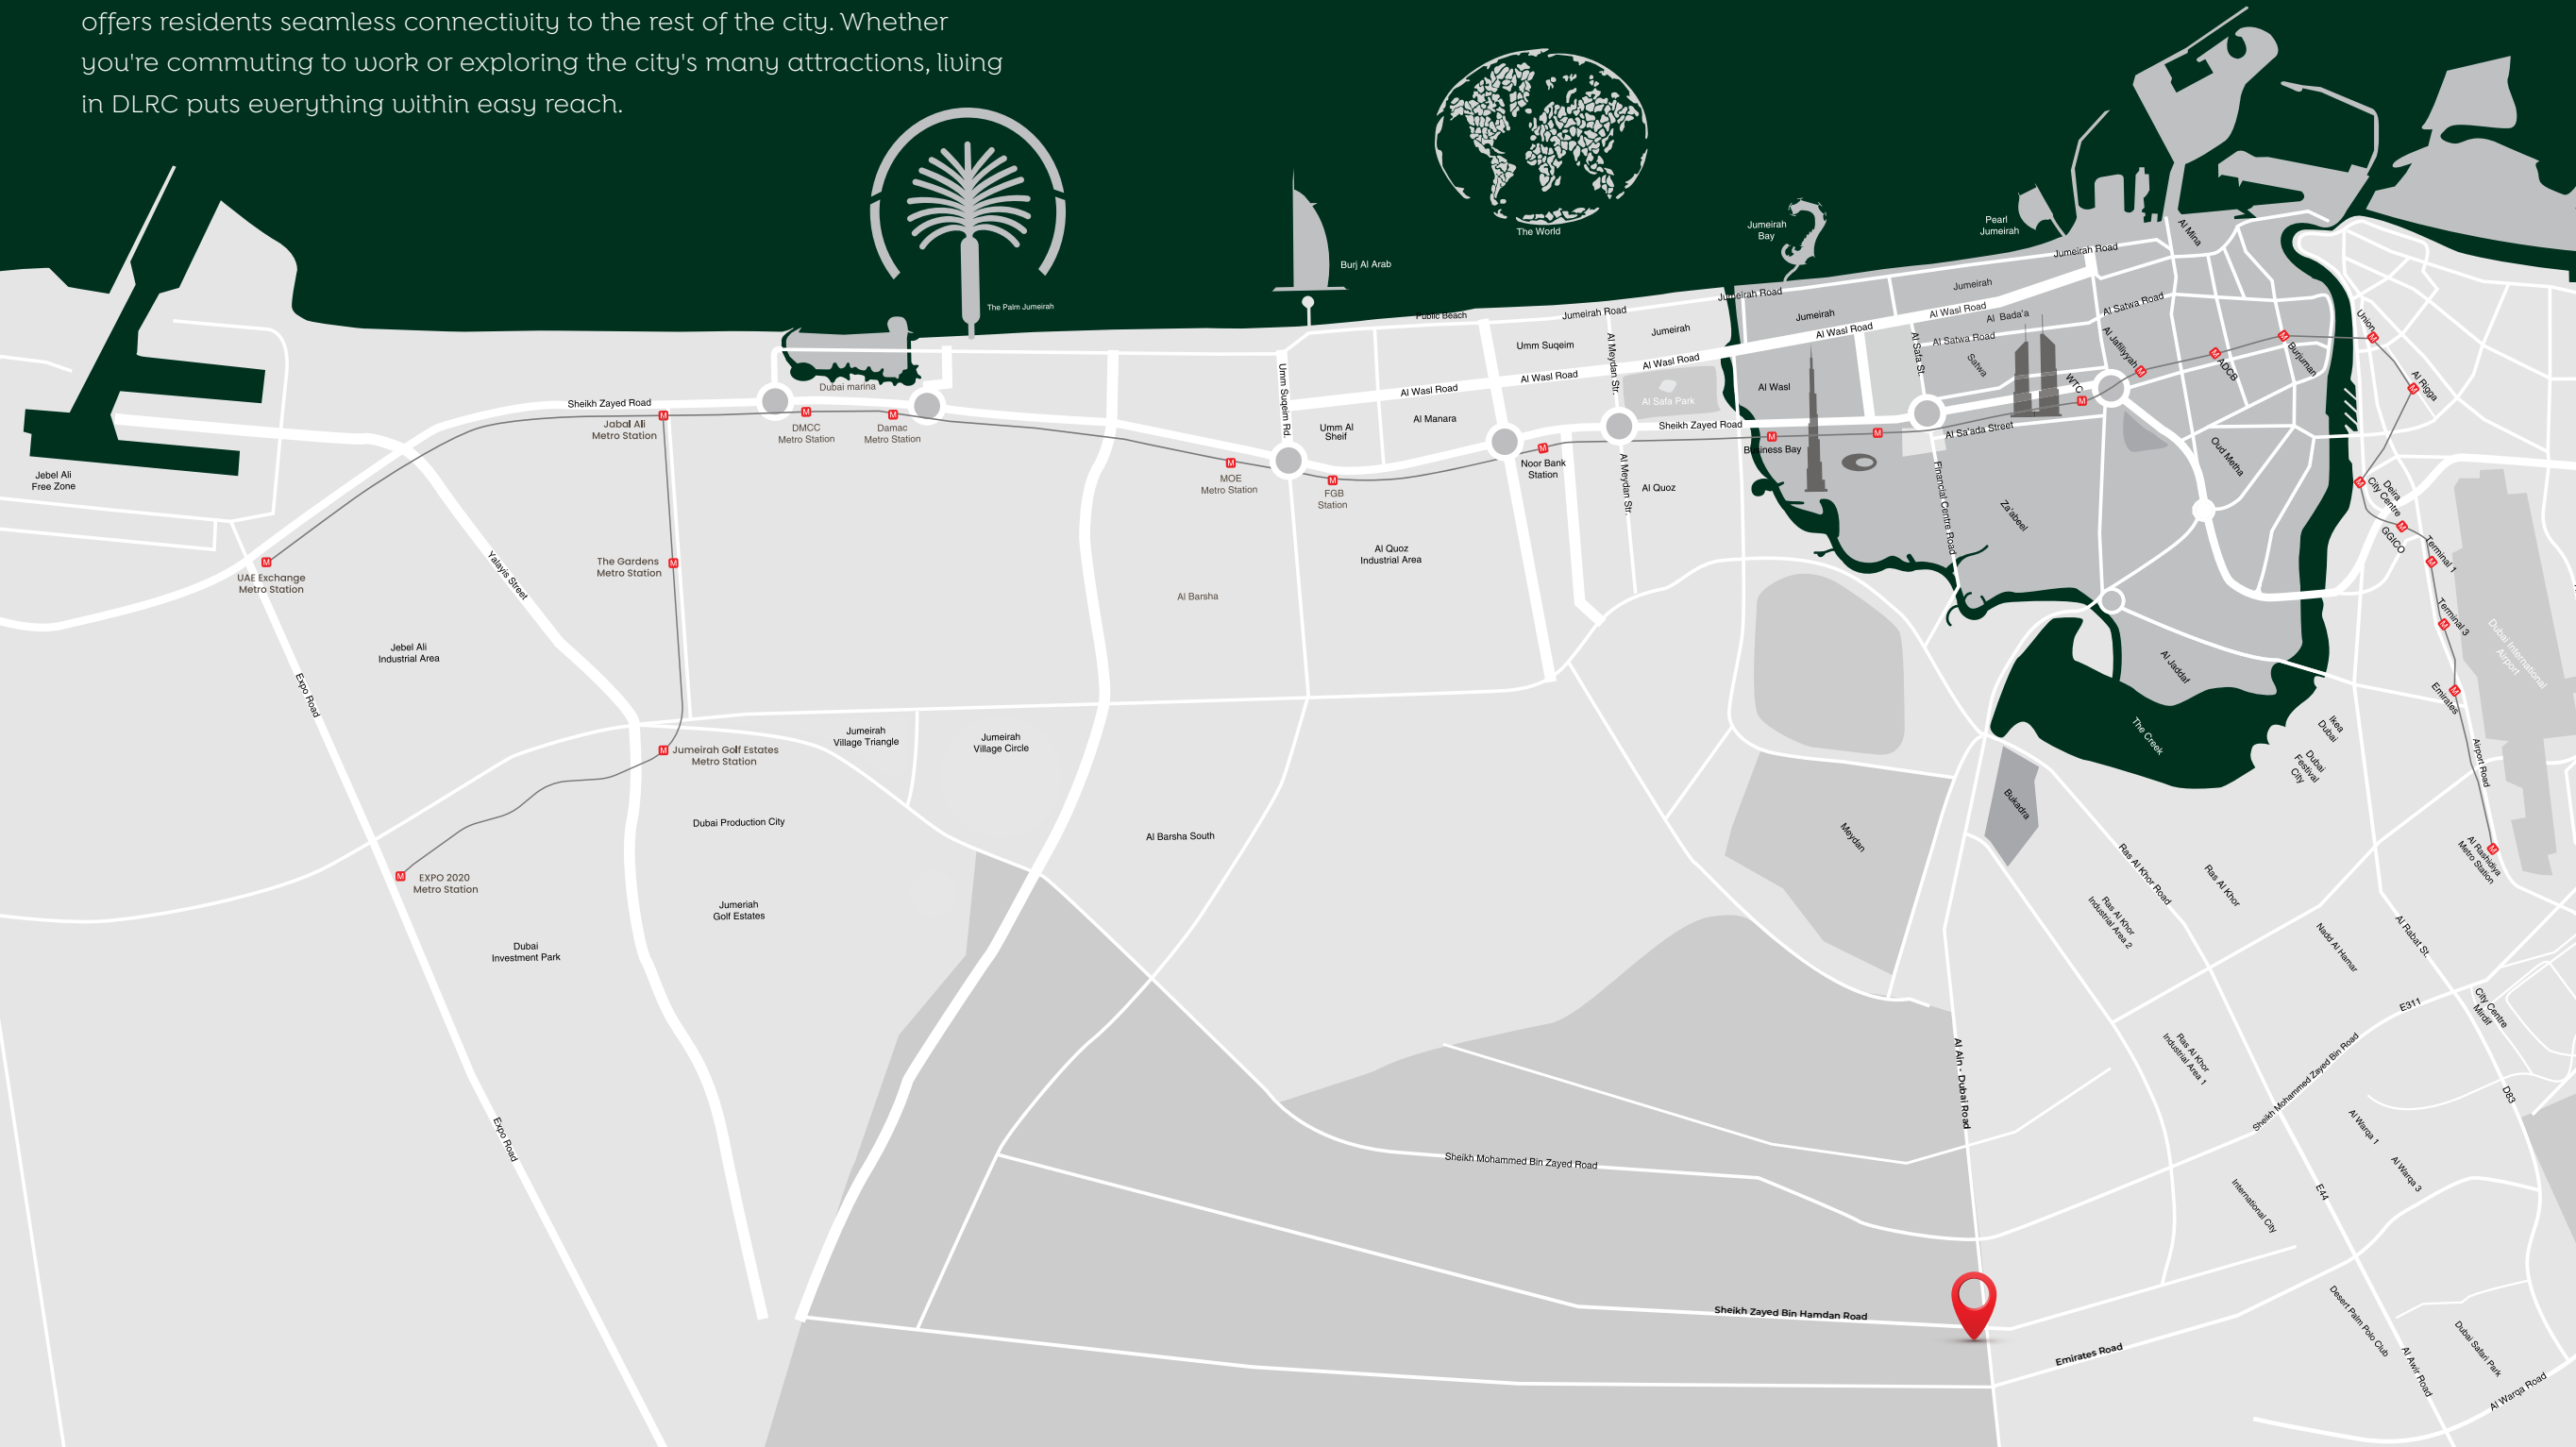 offers residents seamless connectivity to the rest of the city. Whether
you're commuting to work or exploring the city's many attractions, living
in DLRC puts everything within easy reach.
The World
Jumeirah
Bay
Pearl
Jumeirah
Al Mina
Burj Al Arab
The Palm Jumeirah
Jumeirah Road
Jumeirah Road
Jumeirah Road
Public Beach
Jumeirah
Jumeirah
Jumeirah
Al Wasl Road
Al Wasl Road
Al Wasl Road
Al Wasl Road
Al Wasl Road
Al Satwa Road
Al Satwa Road
Al Bada'a
Satwa
Al Safa St.
Al Jafiliyyah
WTC
ADCB
Burjuman
Union
Al Rigga
Umm Suqeim
Al Meydan Str.
Al Meydan Str.
Umm Suqeim Rd.
Al Safa Park
Al Wasl
Al Manara
Umm Al
Sheif
Dubai marina
Sheikh Zayed Road
Sheikh Zayed Road
Al Sa'ada Street
Business Bay
Jabal Ali
Metro Station
DMCC
Metro Station
Damac
Metro Station
MOE
Metro Station
FGB
Station
Noor Bank
Station
Al Quoz
Al Quoz
Industrial Area
Financial Centre Road
Za'abeel
Oud Metha
Deira
City Centre
GGICO
Terminal 1
Terminal 3
Emirates
Airport Road
Dubai International
Airport
Al Rashidiya
Metro Station
Jebel Ali
Free Zone
UAE Exchange
Metro Station
Yalayis Street
The Gardens
Metro Station
Al Barsha
Jebel Ali
Industrial Area
Expo Road
Jumeirah Golf Estates
Metro Station
Jumeirah
Village Triangle
Jumeirah
Village Circle
Dubai Production City
Al Barsha South
EXPO 2020
Metro Station
Jumeriah
Golf Estates
Dubai
Investment Park
Expo Road
Al Jaddaf
The Creek
Ikea
Dubai
Dubai
Festival
City
Bukadra
Meydan
Ras Al Khor Road
Ras Al Khor
Ras Al Khor
Industrial Area 2
Nadd Al Hamar
Al Rabat St.
E311
City Centre
Mirdif
Ras Al Khor
Industrial Area 1
Sheikh Mohammed Zayed Bin Road
D83
Al Warqa 1
Al Warqa 3
E44
International City
Al Ain - Dubai Road
Sheikh Mohammed Bin Zayed Road
Sheikh Zayed Bin Hamdan Road
Emirates Road
Desert Palm Polo Club
Dubai Safari Park
Al Awir Road
Al Warqa Road